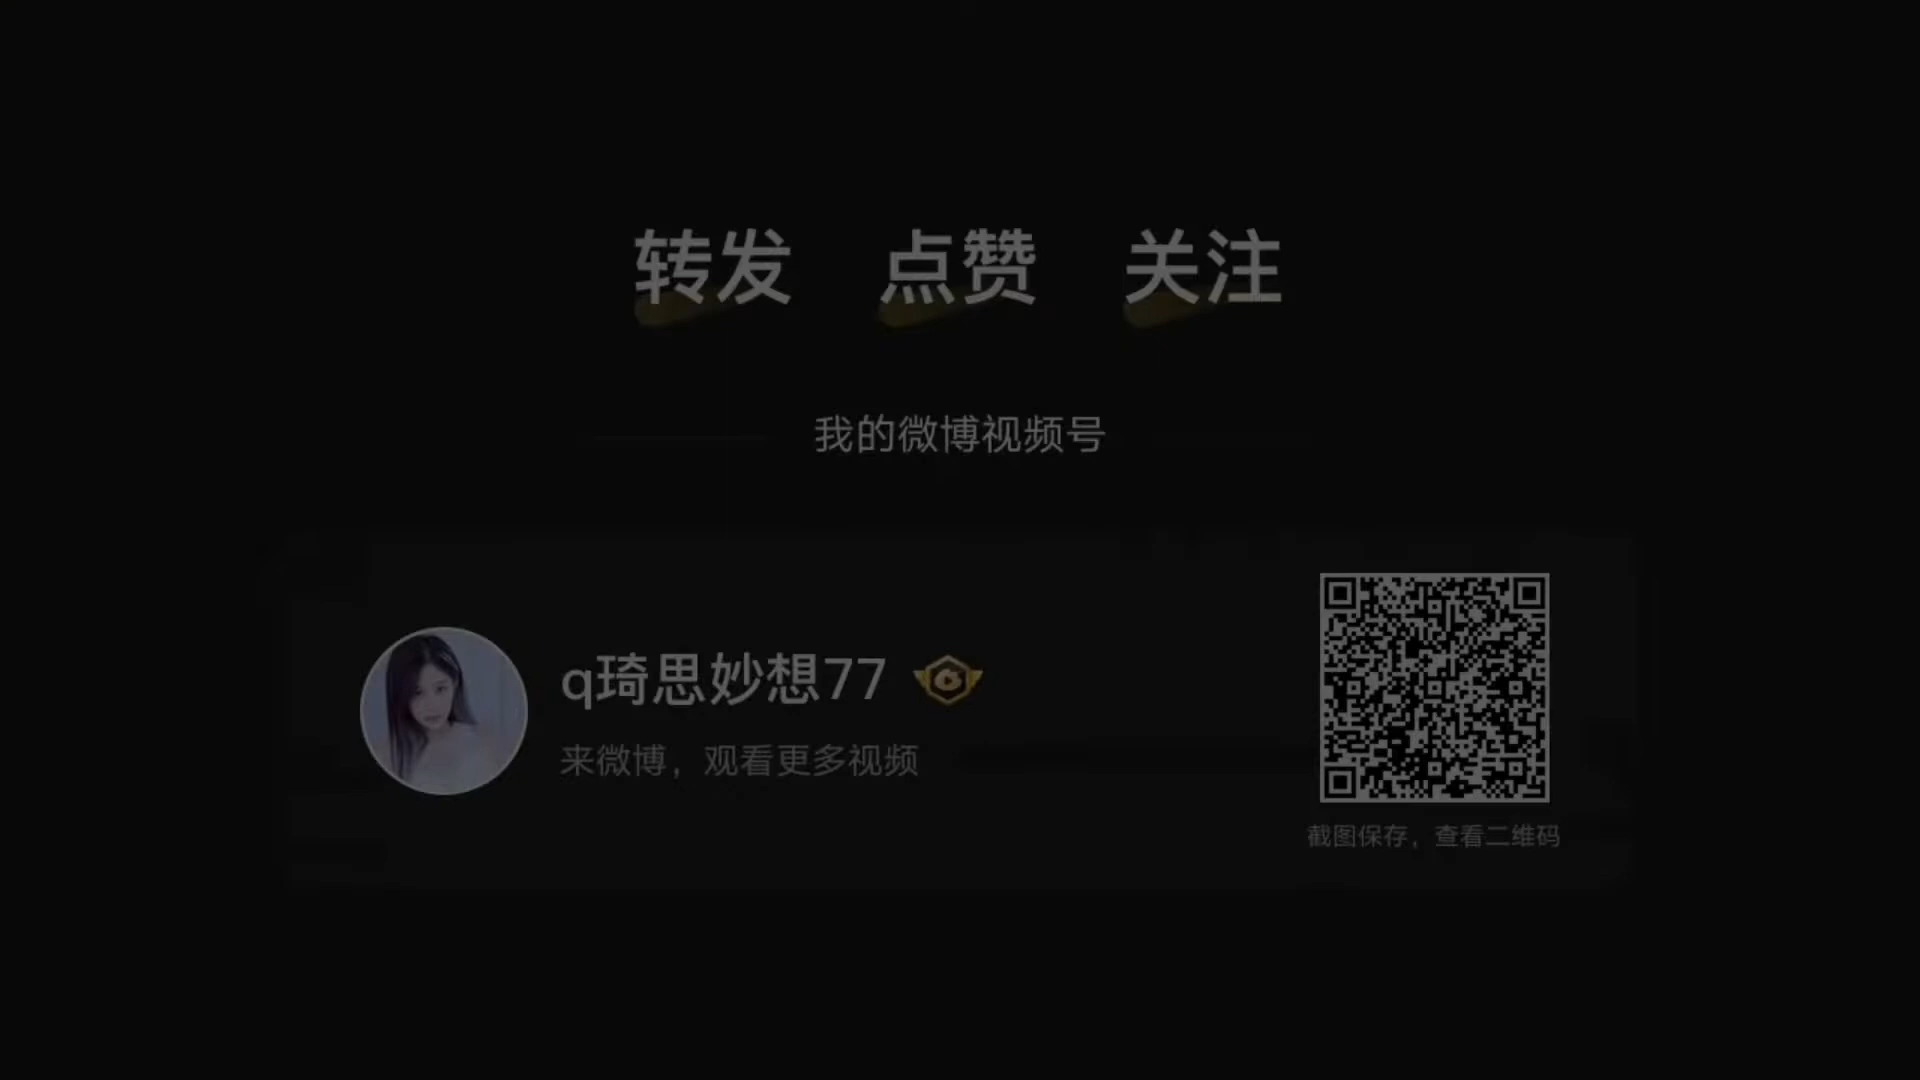 转发 点赞 关注
我的微博视频号
q琦思妙想77
来微博，观看更多视频
截图保存，查看二维码